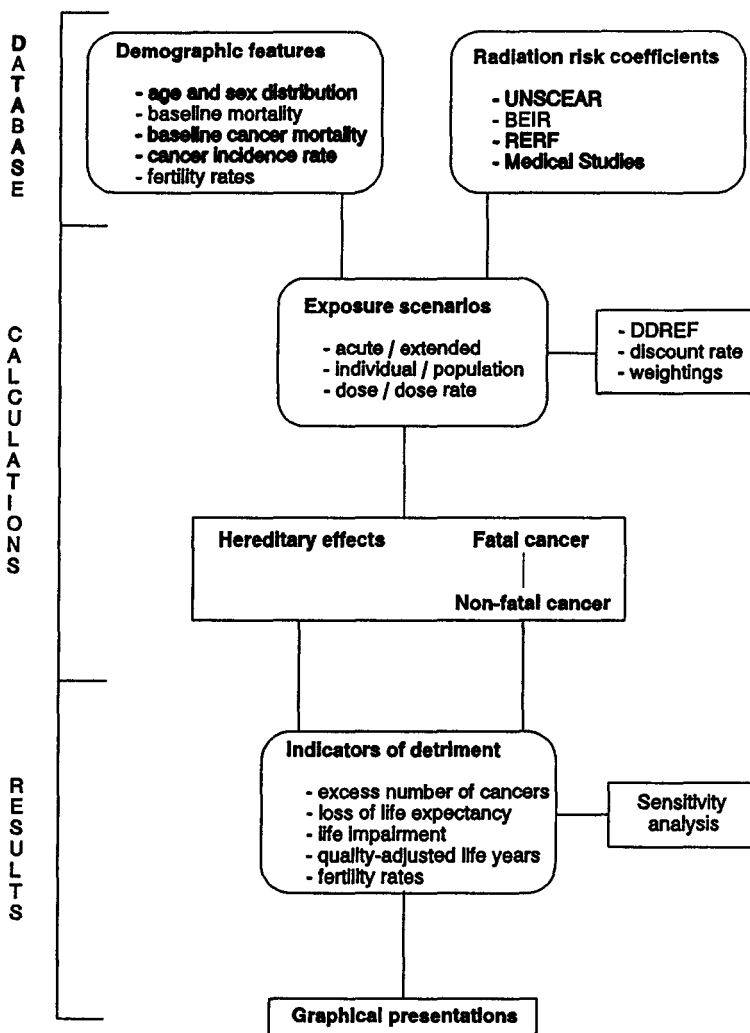 DATABASE
Demographic features
- age and sex distribution
- baseline mortality
- baseline cancer mortality
- cancer incidence rate
- fertility rates
Radiation risk coefficients
- UNSCEAR
- BEIR
- RERF
- Medical Studies
CALCULATIONS
Exposure scenarios
- acute / extended
- individual / population
- dose / dose rate
- DDREF
- discount rate
- weightings
Hereditary effects
Fatal cancer
Non-fatal cancer
RESULTS
Indicators of detriment
- excess number of cancers
- loss of life expectancy
- life impairment
- quality-adjusted life years
- fertility rates
Sensitivity
analysis
Graphical presentations